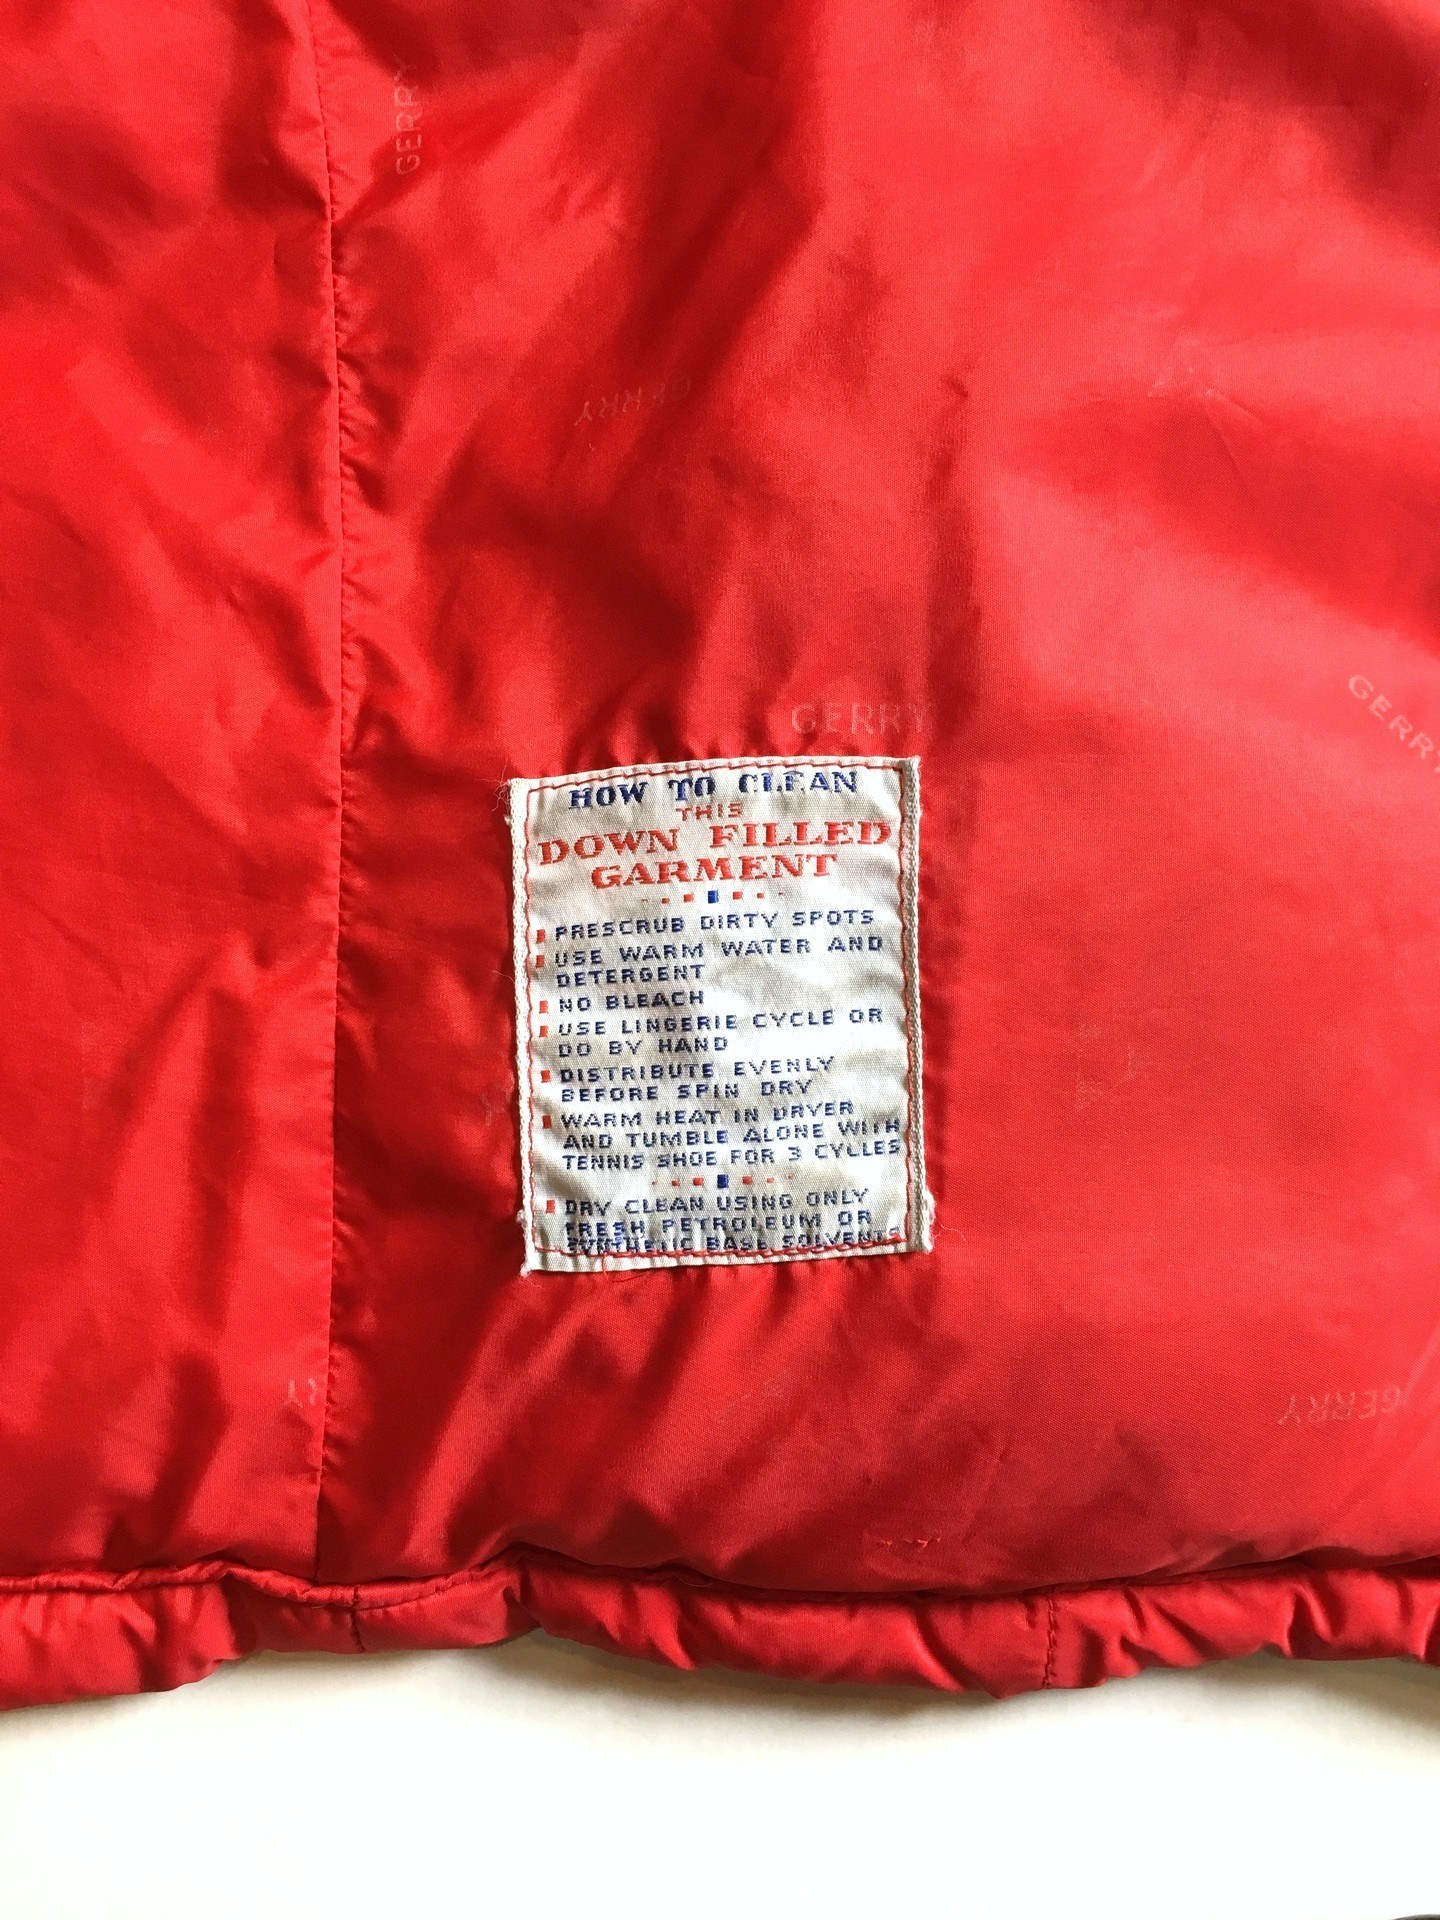 GERRY
GERRY
GERRY
GERRY
HOW TO CLEAN
THIS
DOWN FILLED
GARMENT
PRESCRUB DIRTY SPOTS
USE WARM WATER AND
DETERGENT
NO BLEACH
USE LINGERIE CYCLE OR
DO BY HAND
DISTRIBUTE EVENLY
BEFORE SPIN DRY
WARM HEAT IN DRYER
AND TUMBLE ALONE WITH
TENNIS SHOE FOR 3 CYCLES
DRY CLEAN USING ONLY
FRESH PETROLEUM OR
SYNTHETIC BASE SOLVENTS
RY
GERRY